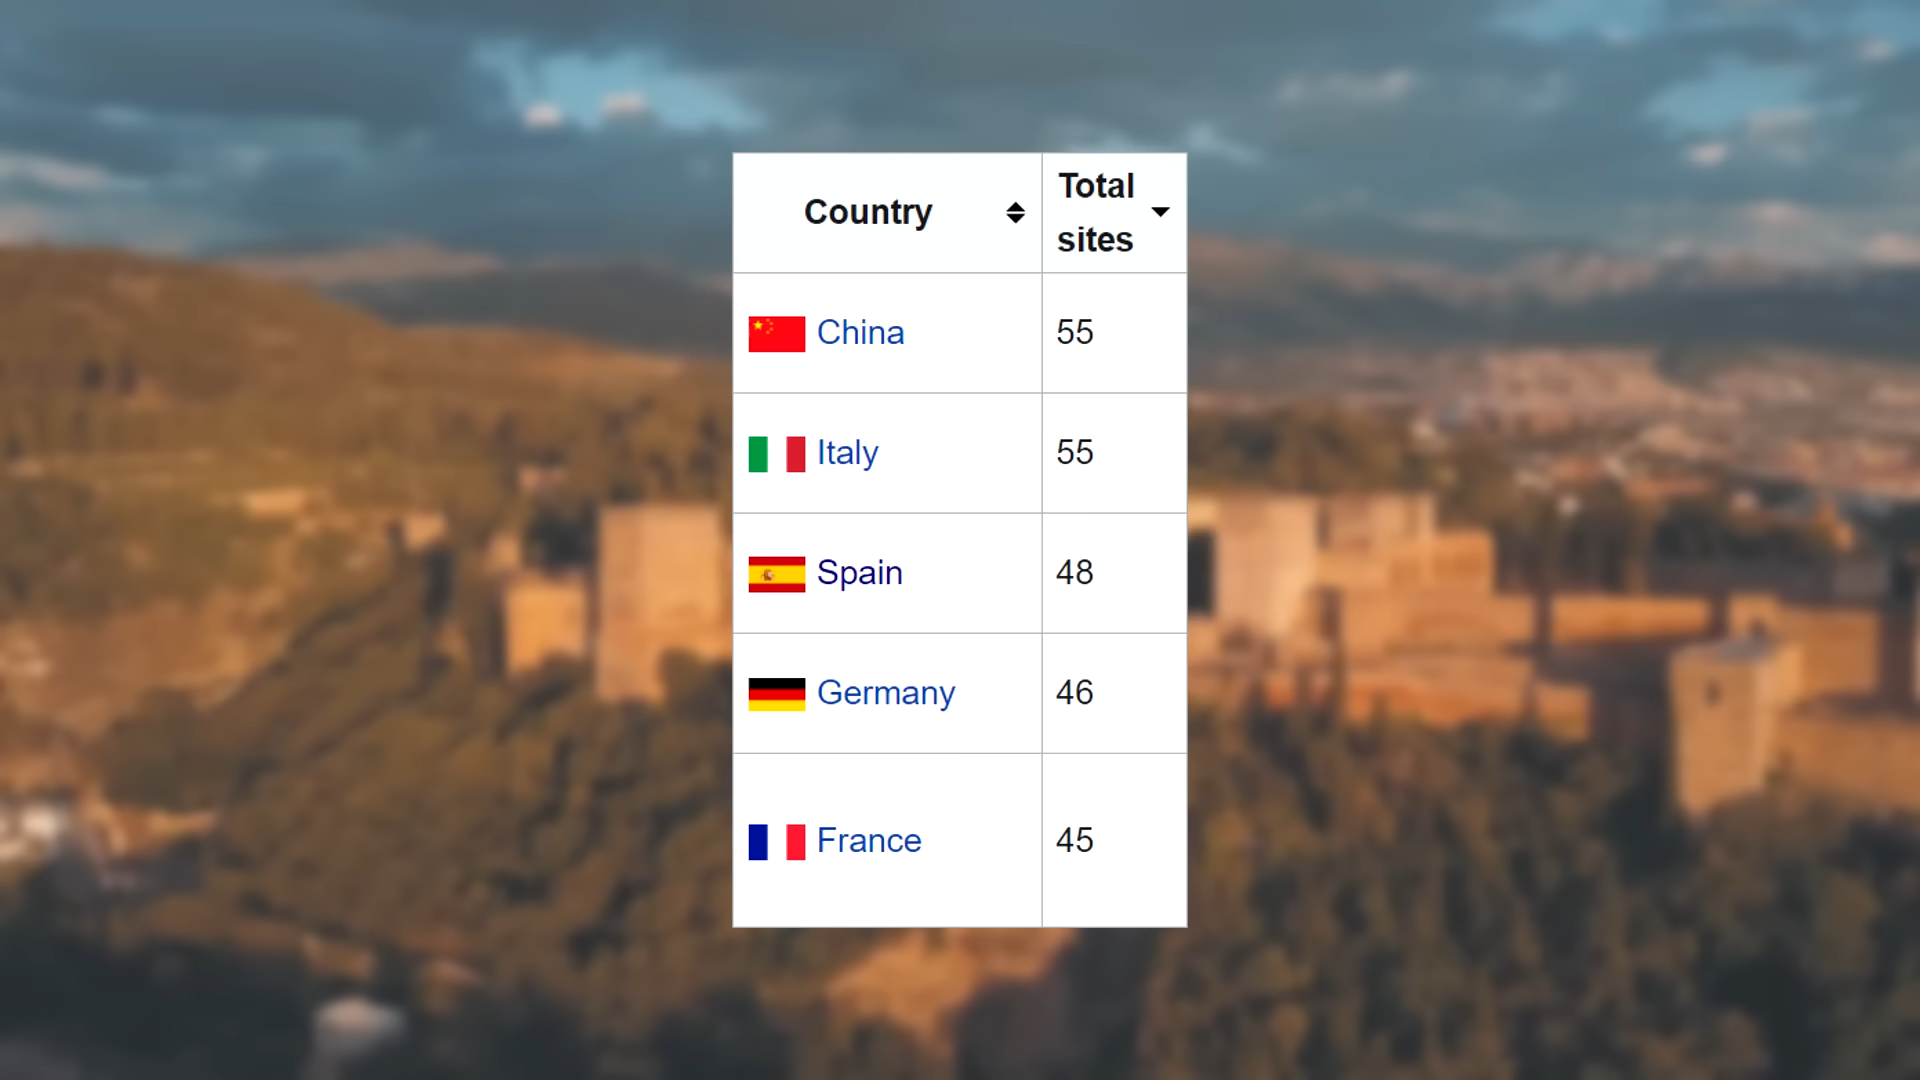 Country Total sites
China 55
Italy 55
Spain 48
Germany 46
France 45